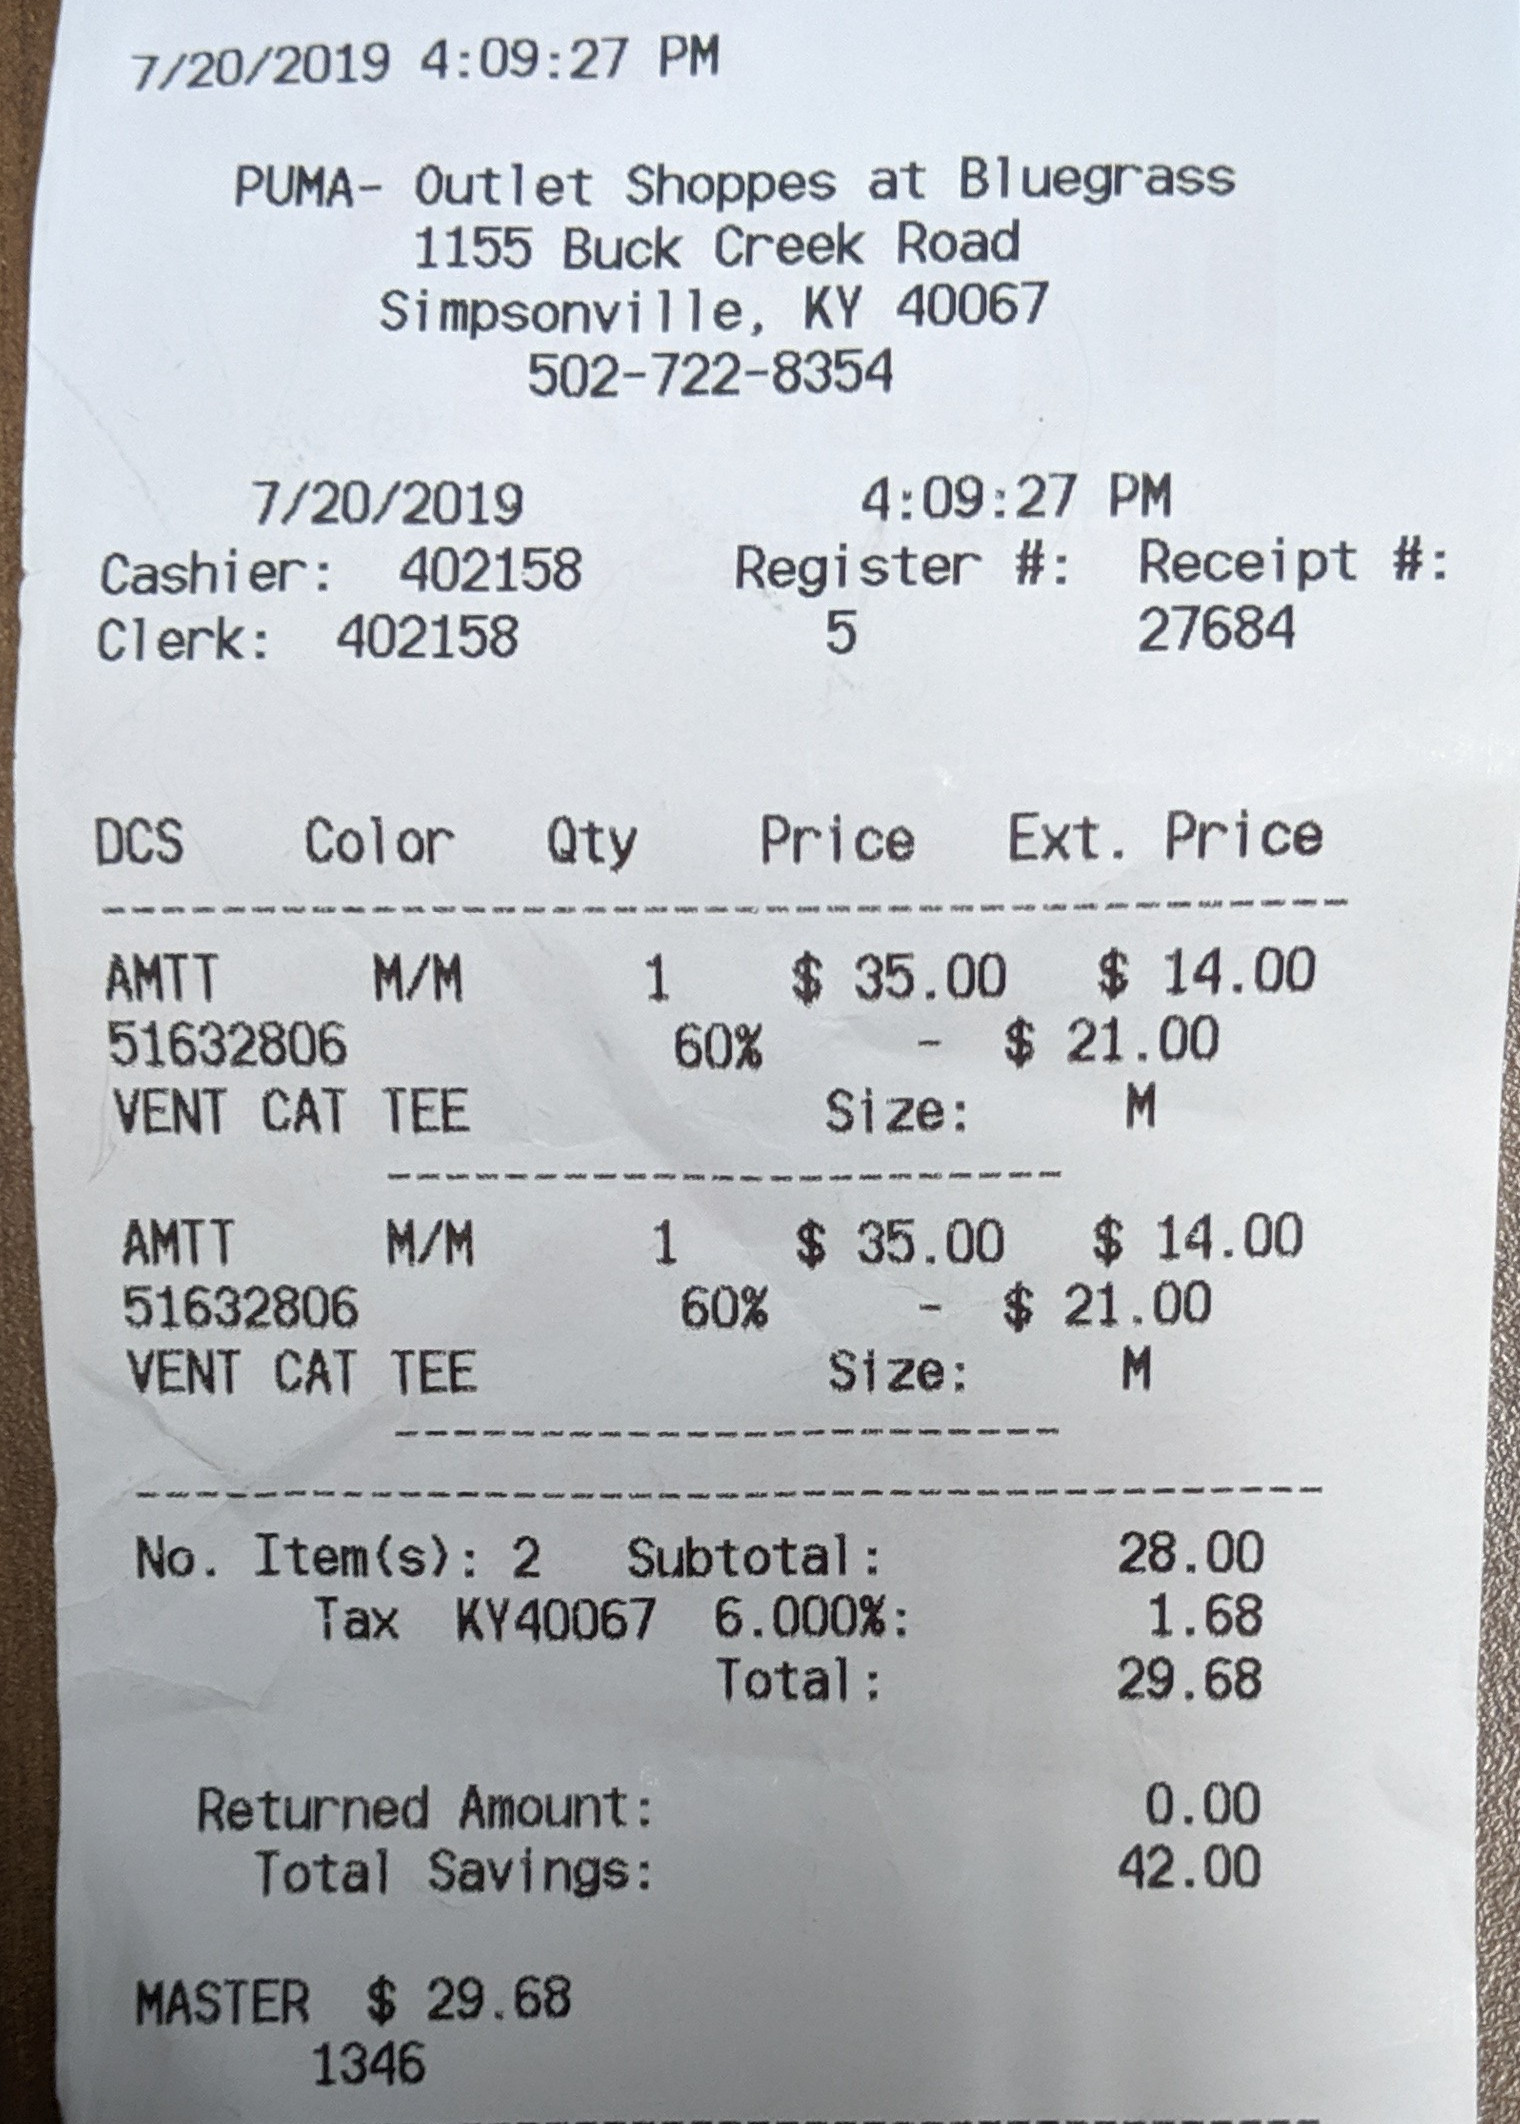 7/20/2019 4:09:27 PM
PUMA- Outlet Shoppes at Bluegrass
1155 Buck Creek Road
Simpsonville, KY 40067
502-722-8354
7/20/2019 4:09:27 PM
Cashier: 402158 Register #: Receipt #:
Clerk: 402158 5 27684
DCS Color Qty Price Ext. Price
AMTT M/M 1 $ 35.00 $ 14.00
51632806 60% - $ 21.00
VENT CAT TEE Size: M
AMTT M/M 1 $ 35.00 $ 14.00
51632806 60% - $ 21.00
VENT CAT TEE Size: M
No. Item(s): 2 Subtotal: 28.00
Tax KY40067 6.000%: 1.68
Total: 29.68
Returned Amount: 0.00
Total Savings: 42.00
MASTER $ 29.68
1346